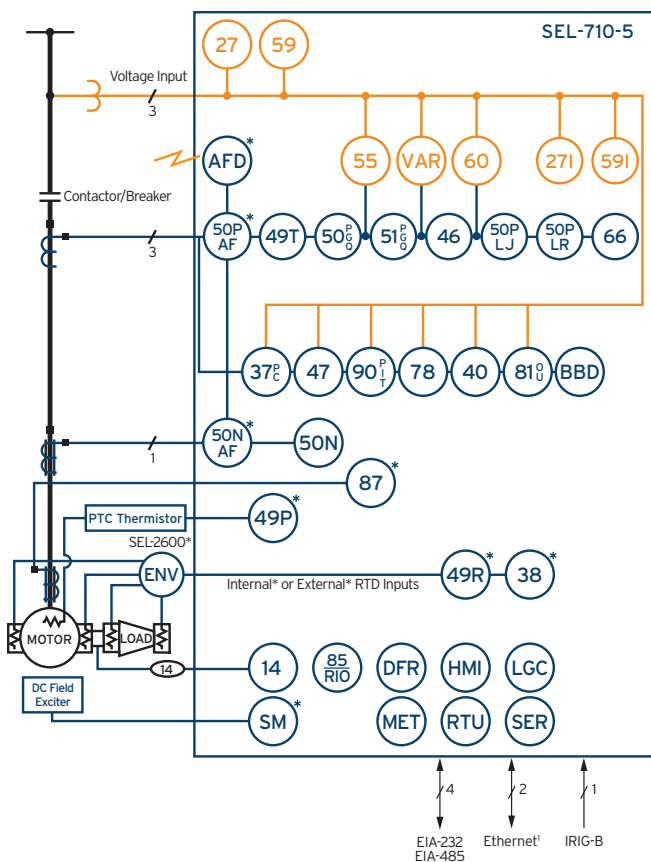 SEL-710-5
27
59
Voltage Input
3
AFD*
55
VAR
60
27I
59I
Contactor/Breaker
3
50P AF*
49T
50 P G Q
51 P G Q
46
50P LJ
50P LR
66
37 P C
47
90 P I T
78
40
81 O U
BBD
1
50N AF*
50N
87*
PTC Thermistor
49P*
SEL-2600*
ENV
Internal* or External* RTD Inputs
49R*
38*
MOTOR
LOAD
14
14
85 RIO
DFR
HMI
LGC
DC Field
Exciter
SM*
MET
RTU
SER
4
2
1
EIA-232
EIA-485
Ethernet¹
IRIG-B